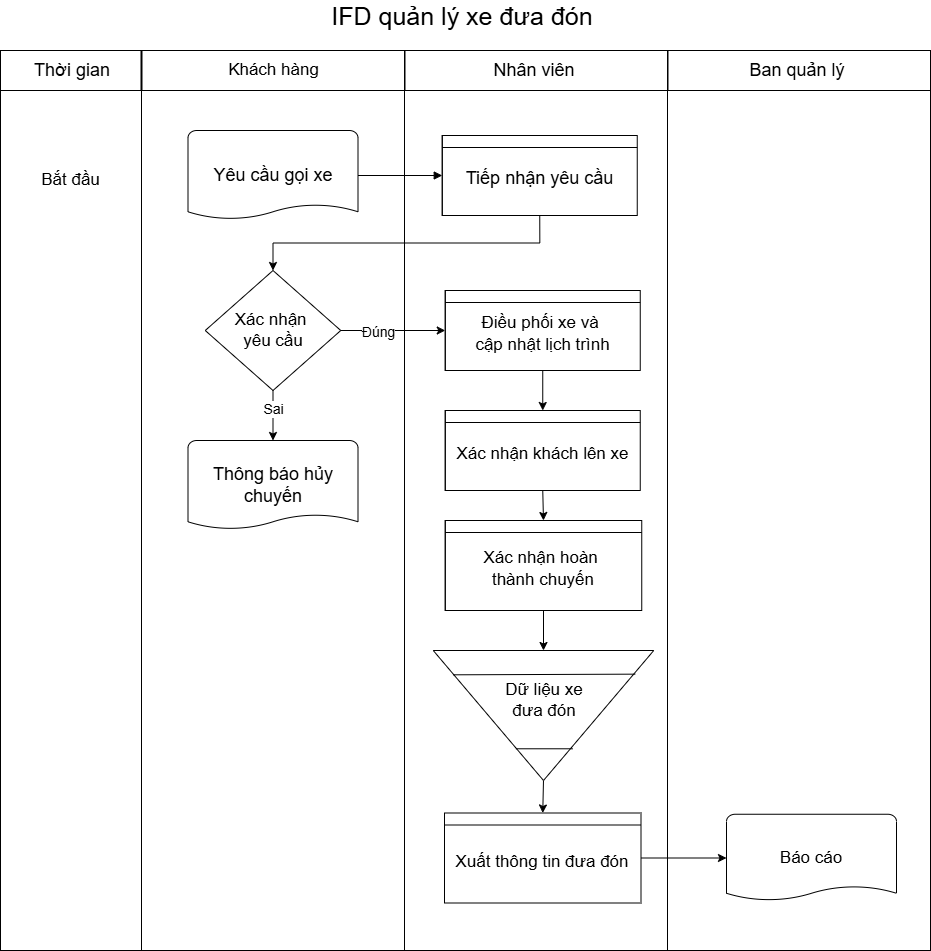 IFD quản lý xe đưa đón
Thời gian
Khách hàng
Nhân viên
Ban quản lý
Bắt đầu
Yêu cầu gọi xe
Tiếp nhận yêu cầu
Xác nhận
yêu cầu
Đúng
Điều phối xe và
cập nhật lịch trình
Sai
Thông báo hủy
chuyến
Xác nhận khách lên xe
Xác nhận hoàn
thành chuyến
Dữ liệu xe
đưa đón
Xuất thông tin đưa đón
Báo cáo